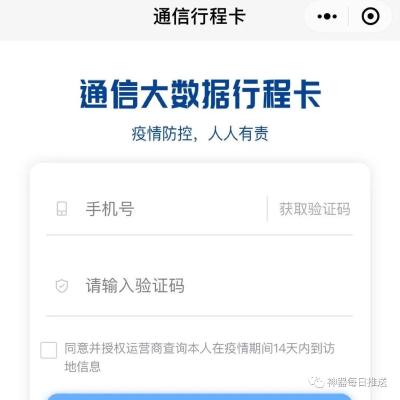 通信行程卡
通信大数据行程卡
疫情防控，人人有责
手机号 获取验证码
请输入验证码
同意并授权运营商查询本人在疫情期间14天内到访
地信息
神器每日推送